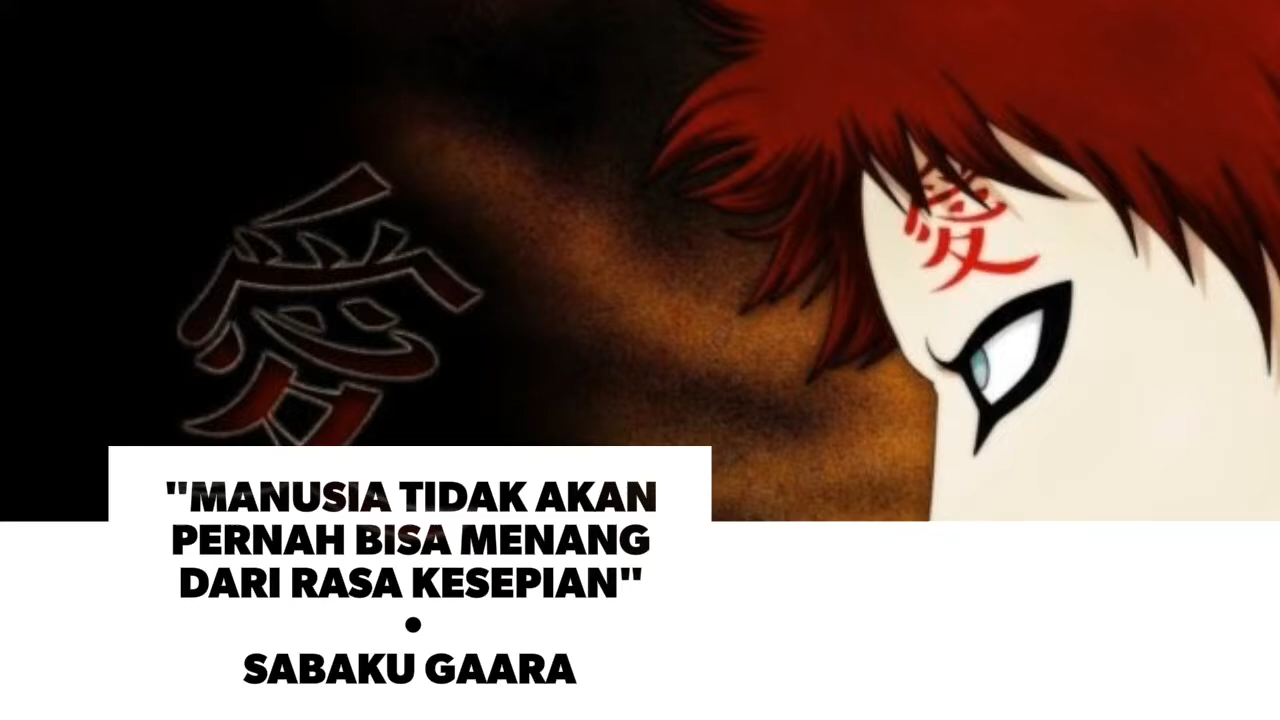 愛
愛
"MANUSIA TIDAK AKAN
PERNAH BISA MENANG
DARI RASA KESEPIAN"
•
SABAKU GAARA